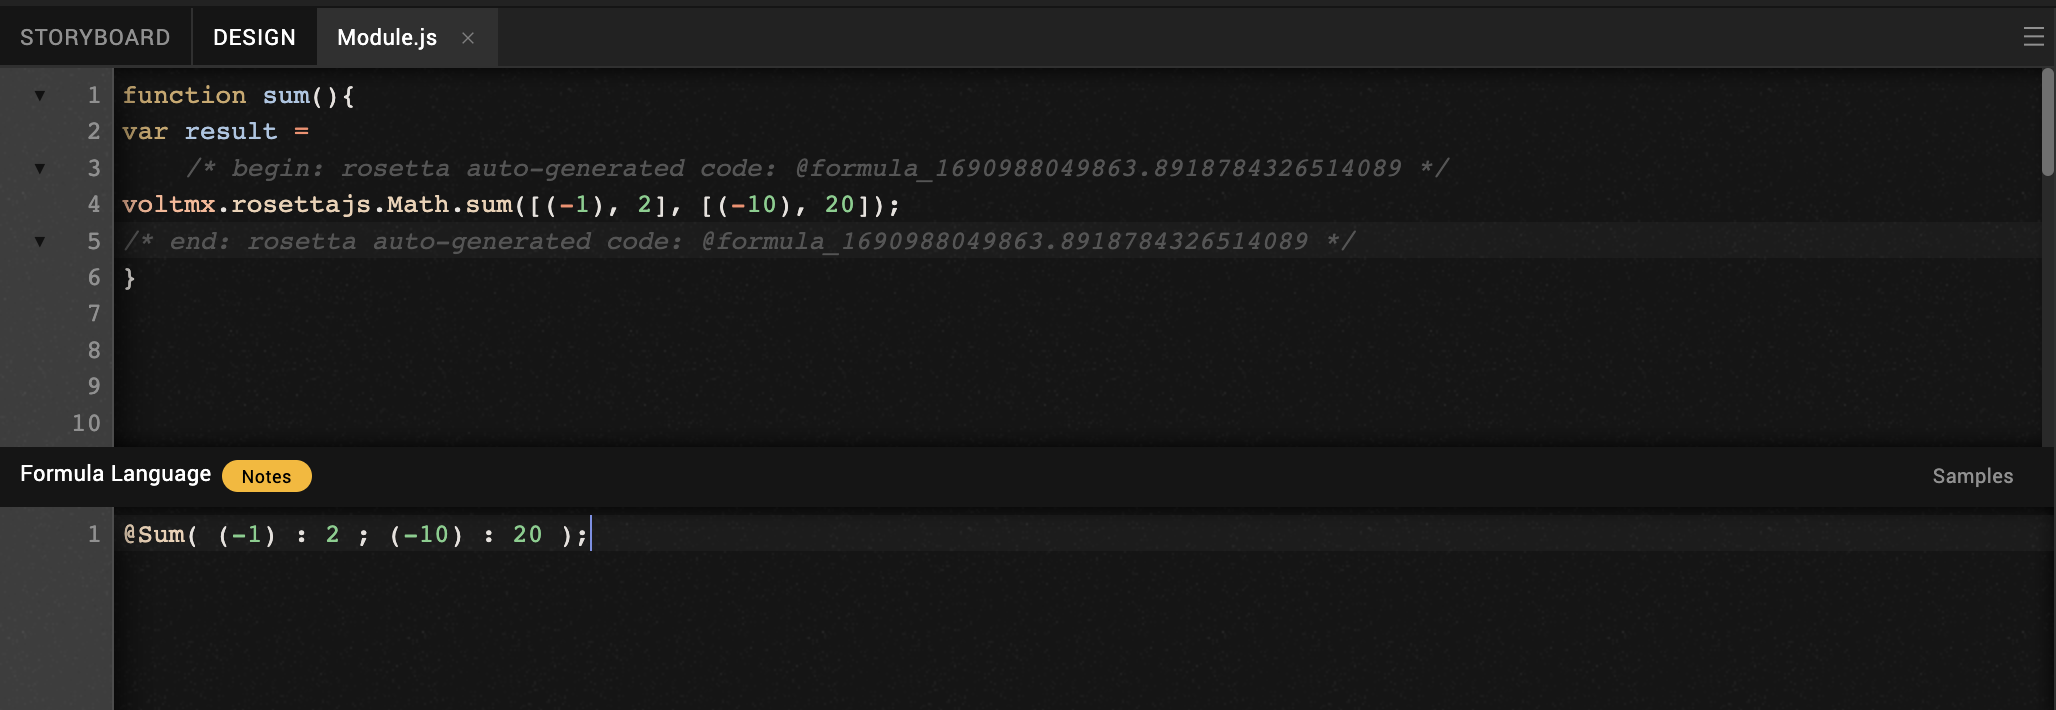 STORYBOARD DESIGN Module.js ×
1 function sum(){
2 var result =
3 /* begin: rosetta auto-generated code: @formula_1690988049863.8918784326514089 */
4 voltmx.rosettajs.Math.sum([(-1), 2], [(-10), 20]);
5 /* end: rosetta auto-generated code: @formula_1690988049863.8918784326514089 */
6 }
7
8
9
10
Formula Language Notes Samples
1 @Sum( (-1) : 2 ; (-10) : 20 );